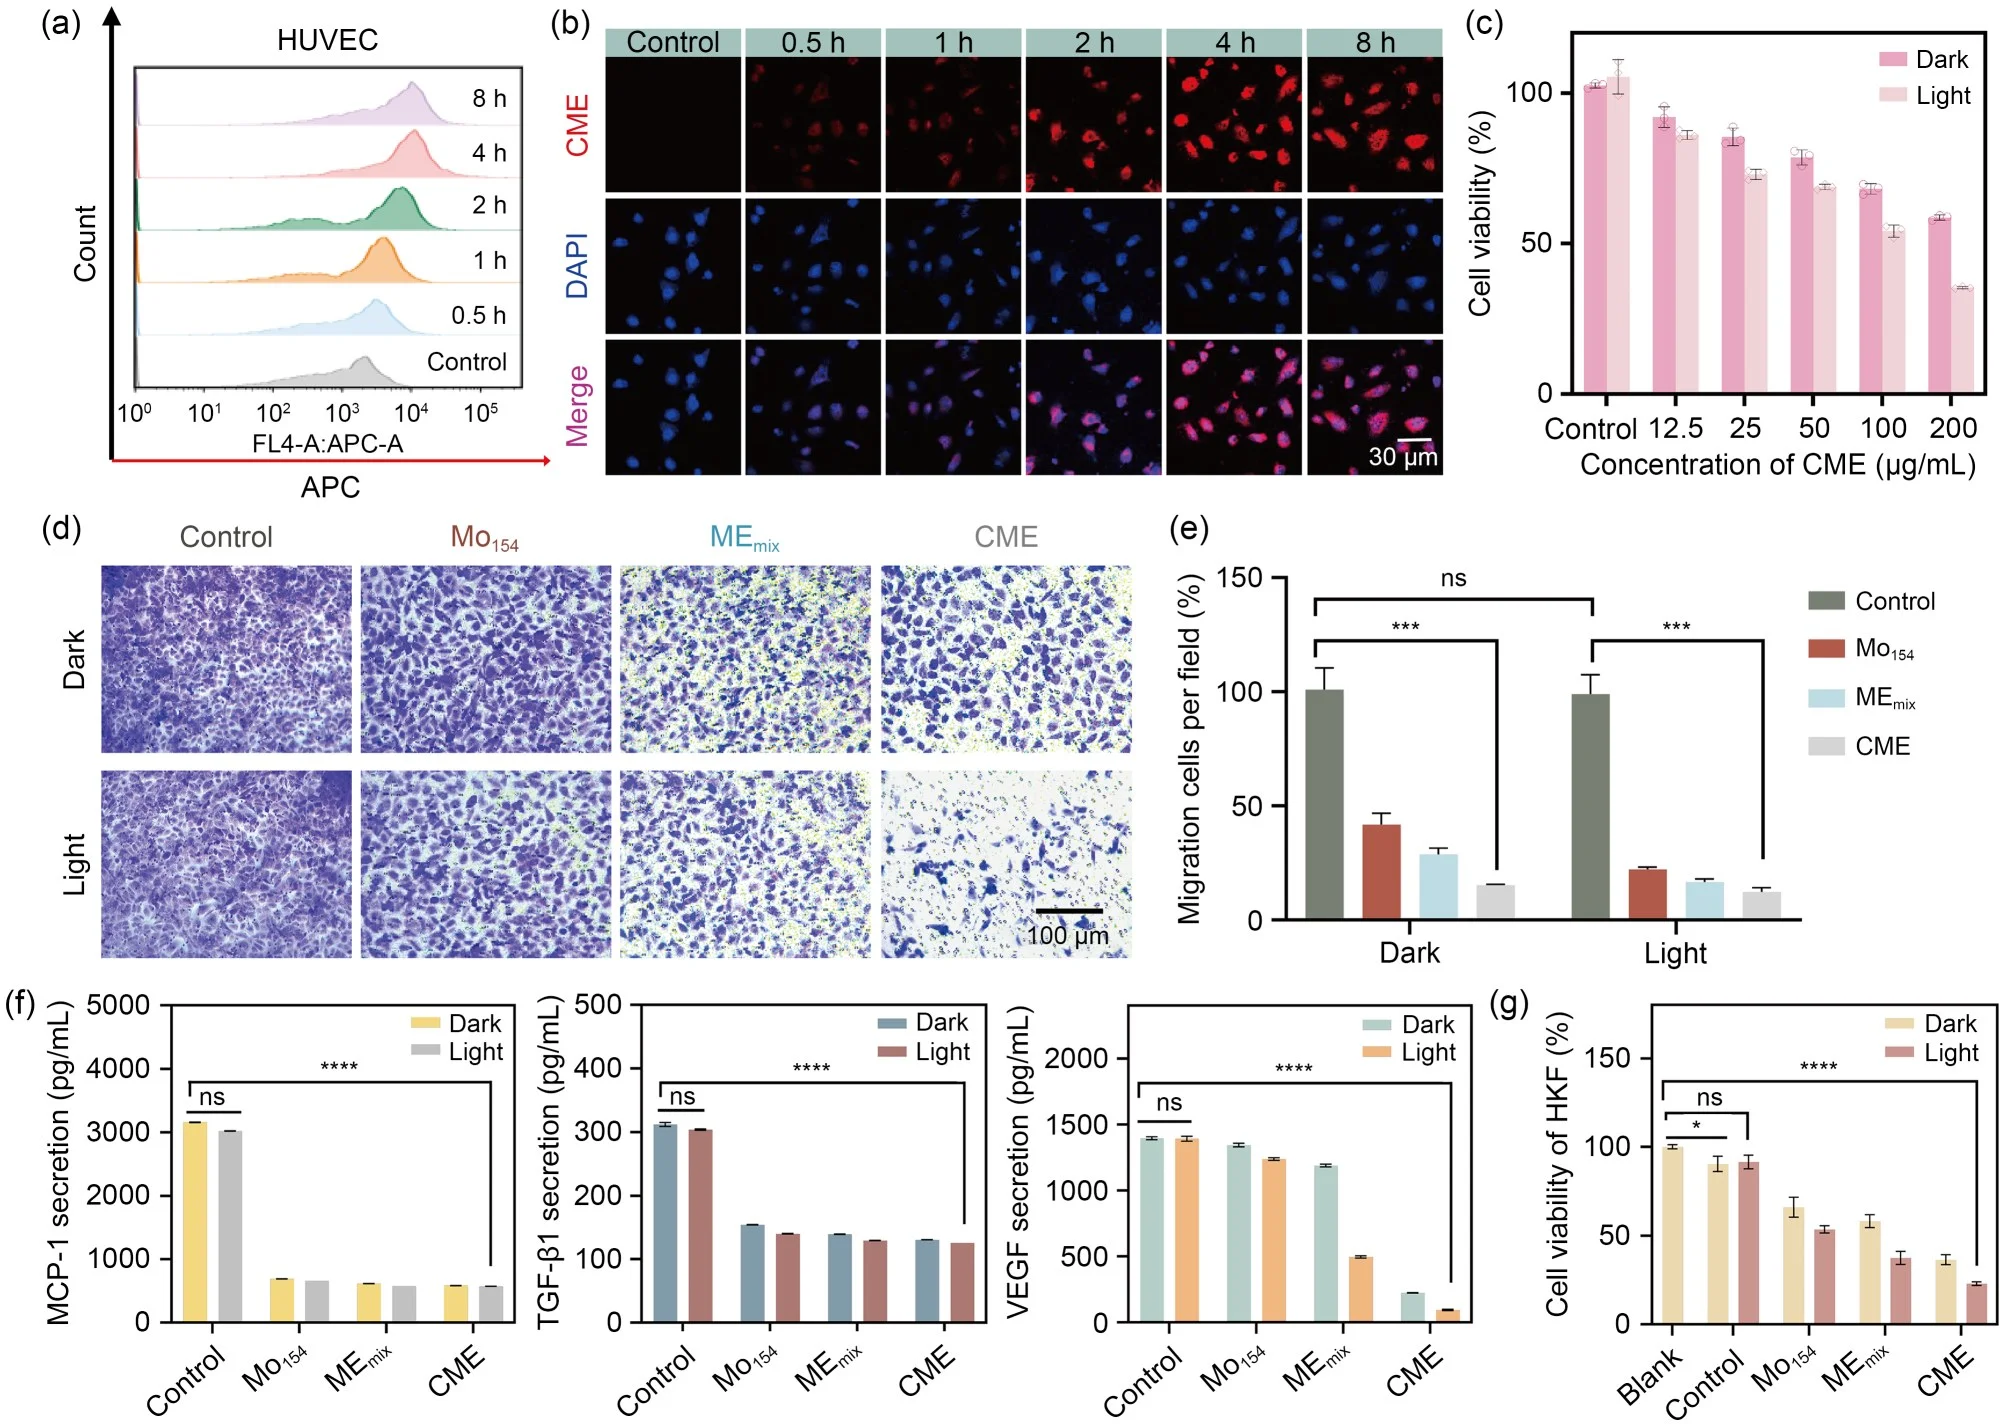 (a)
HUVEC
8 h
4 h
2 h
1 h
0.5 h
Control
Count
10⁰ 10¹ 10² 10³ 10⁴ 10⁵
FL4-A:APC-A
APC
(b)
Control 0.5 h 1 h 2 h 4 h 8 h
CME
DAPI
Merge
30 μm
(c)
Dark
Light
Cell viability (%)
100
50
0
Control 12.5 25 50 100 200
Concentration of CME (μg/mL)
(d)
Control Mo₁₅₄ MEmix CME
Dark
Light
100 μm
(e)
Migration cells per field (%)
150
100
50
0
ns
***
***
Dark Light
Control
Mo₁₅₄
MEmix
CME
(f)
MCP-1 secretion (pg/mL)
5000
4000
3000
2000
1000
0
Dark
Light
****
ns
Control Mo₁₅₄ MEmix CME
TGF-β1 secretion (pg/mL)
500
400
300
200
100
0
Dark
Light
****
ns
Control Mo₁₅₄ MEmix CME
VEGF secretion (pg/mL)
2000
1500
1000
500
0
Dark
Light
****
ns
Control Mo₁₅₄ MEmix CME
(g)
Cell viability of HKF (%)
150
100
50
0
Dark
Light
****
ns
*
Blank Control Mo₁₅₄ MEmix CME